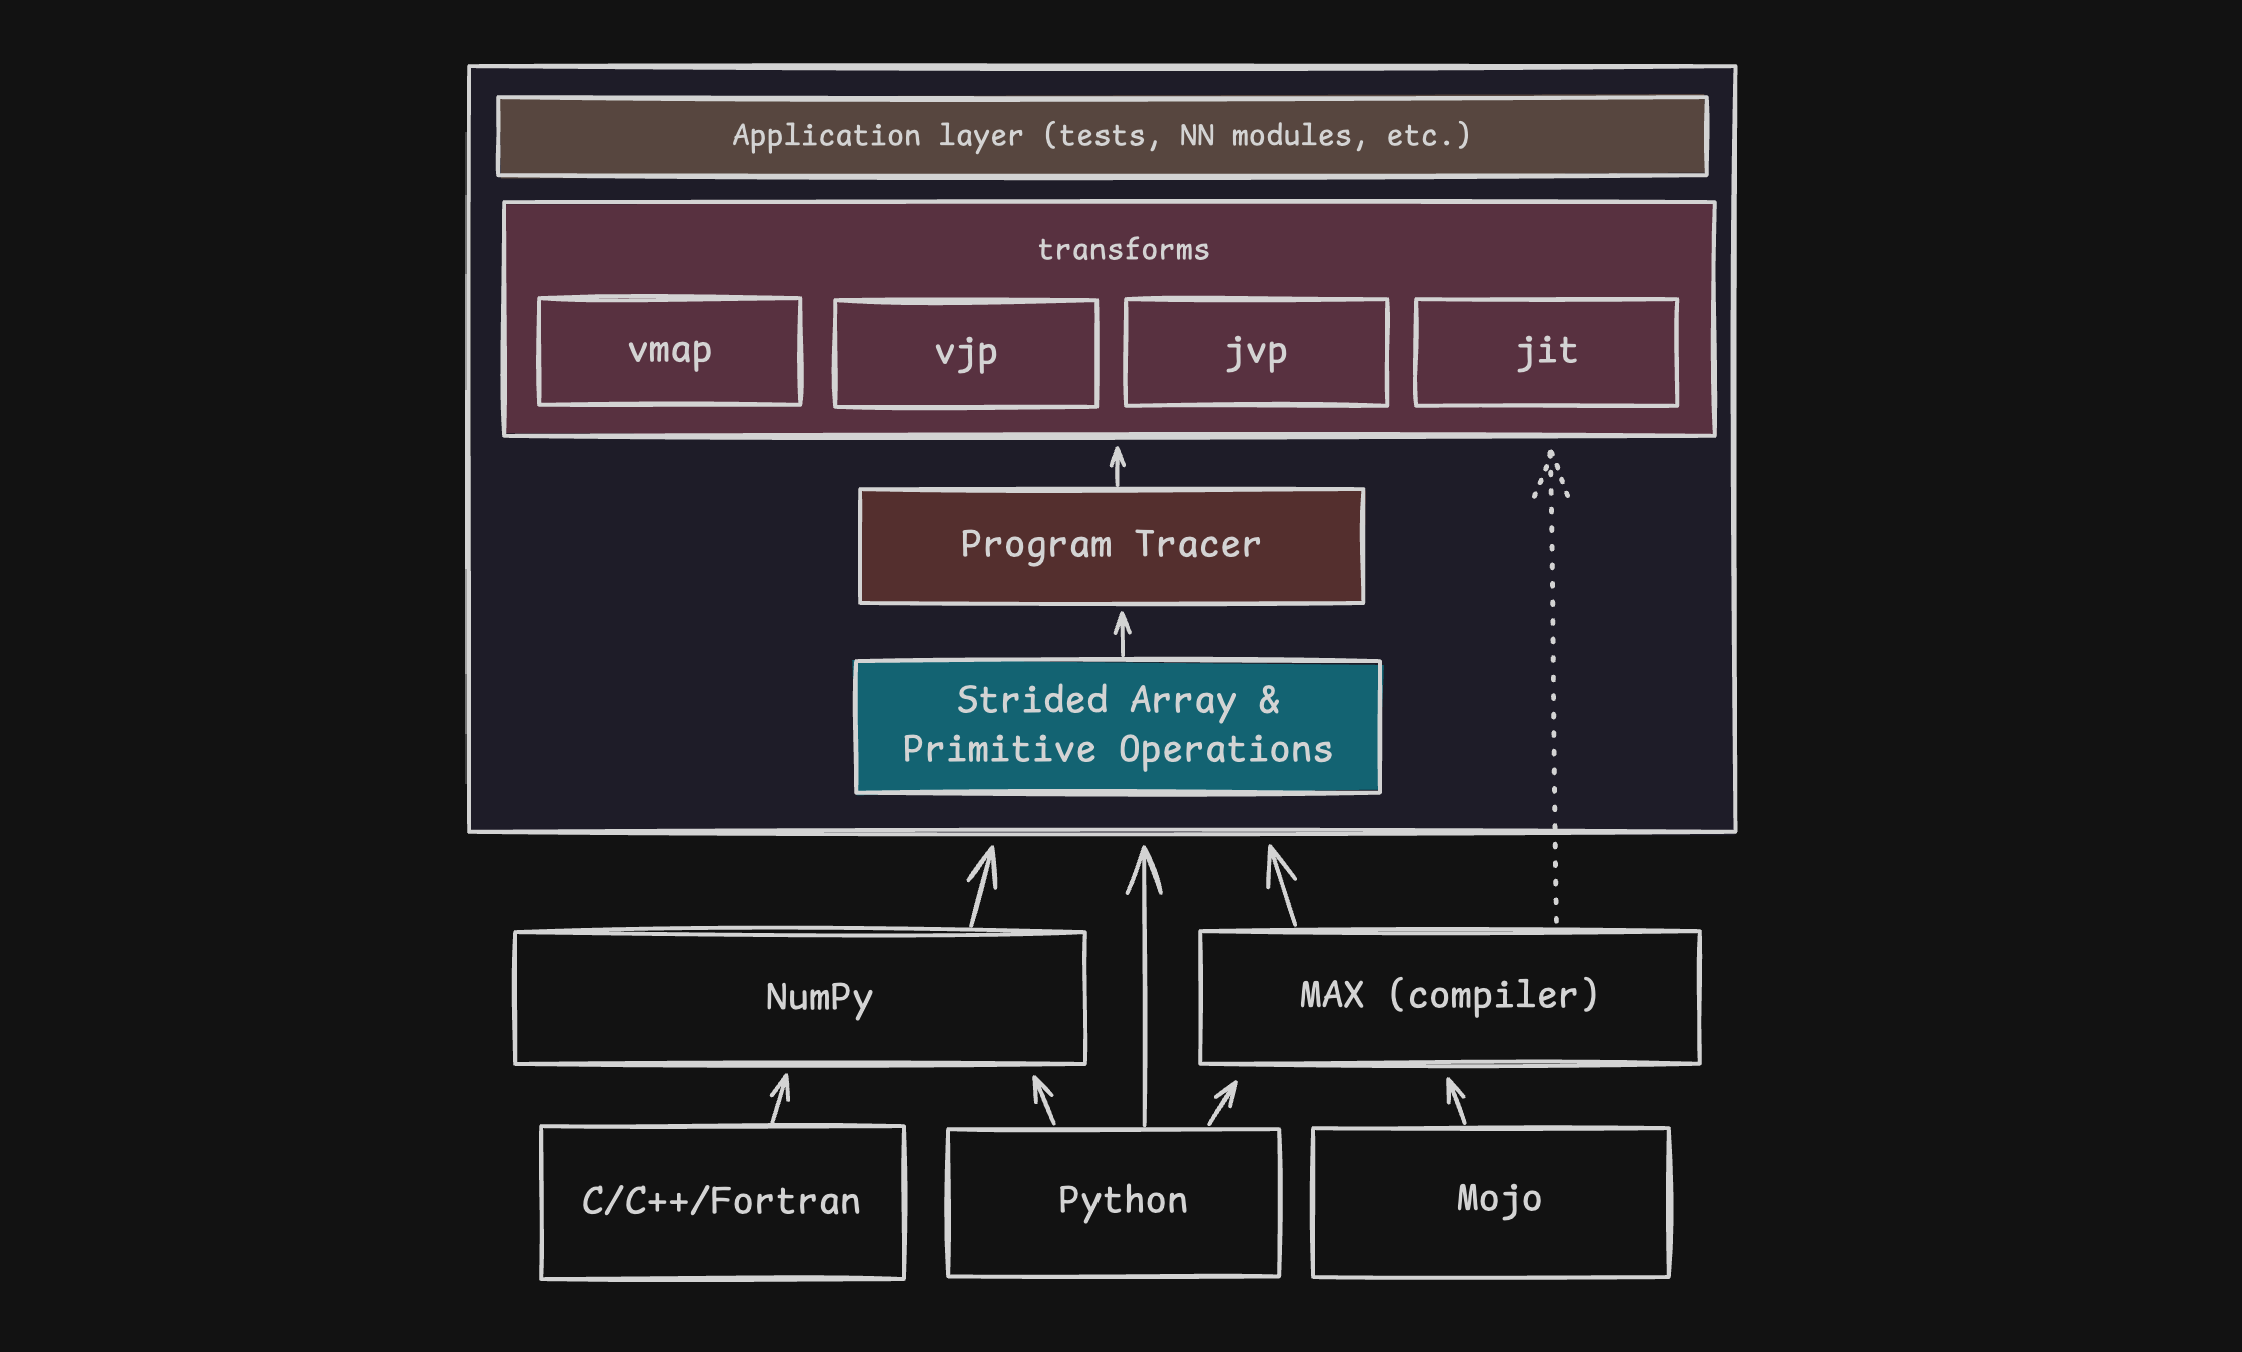 Application layer (tests, NN modules, etc.)
transforms
vmap
vjp
jvp
jit
Program Tracer
Strided Array &
Primitive Operations
NumPy
MAX (compiler)
C/C++/Fortran
Python
Mojo